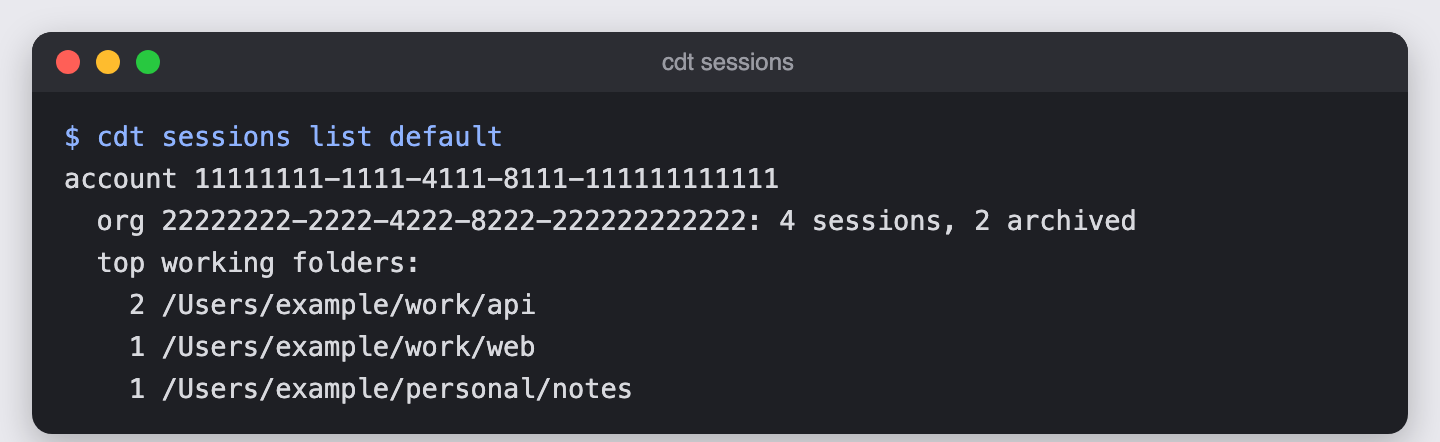 cdt sessions
$ cdt sessions list default
account 11111111-1111-4111-8111-111111111111
org 22222222-2222-4222-8222-222222222222: 4 sessions, 2 archived
top working folders:
2 /Users/example/work/api
1 /Users/example/work/web
1 /Users/example/personal/notes